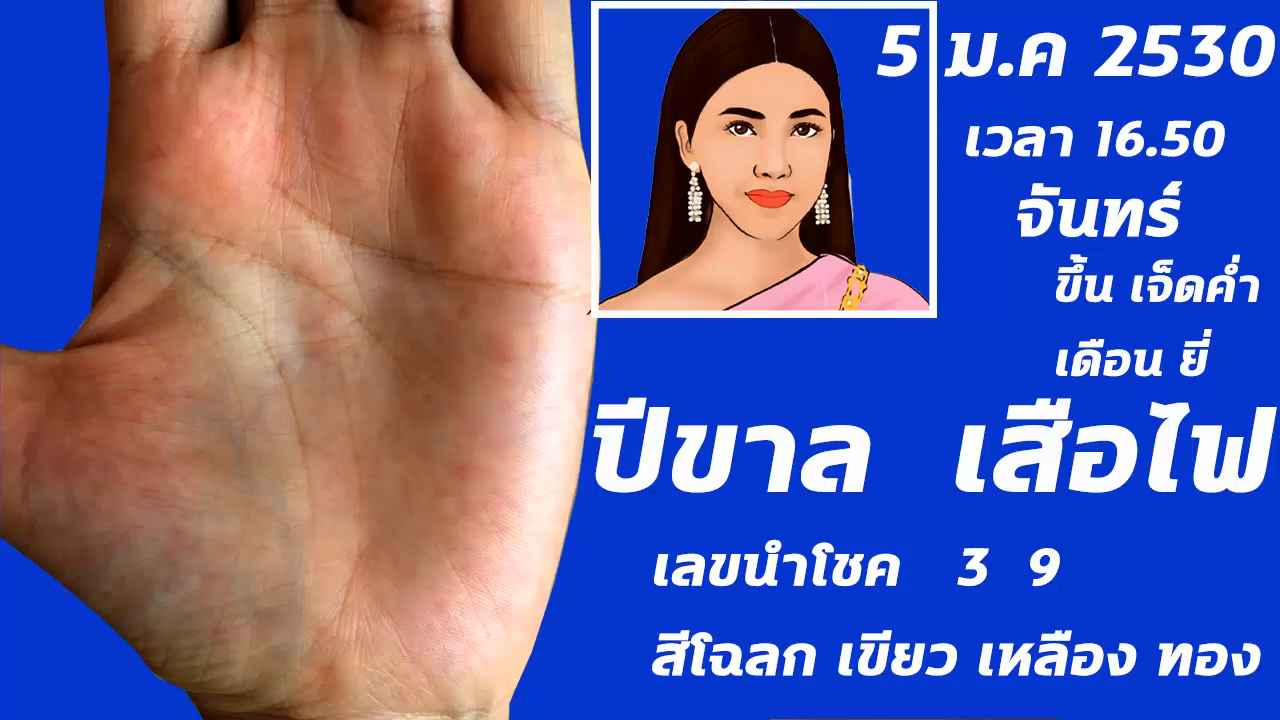 5 ม.ค 2530
เวลา 16.50
จันทร์
ขึ้น เจ็ดค่ำ
เดือน ยี่
ปีขาล เสือไฟ
เลขนำโชค 3 9
สีโฉลก เขียว เหลือง ทอง